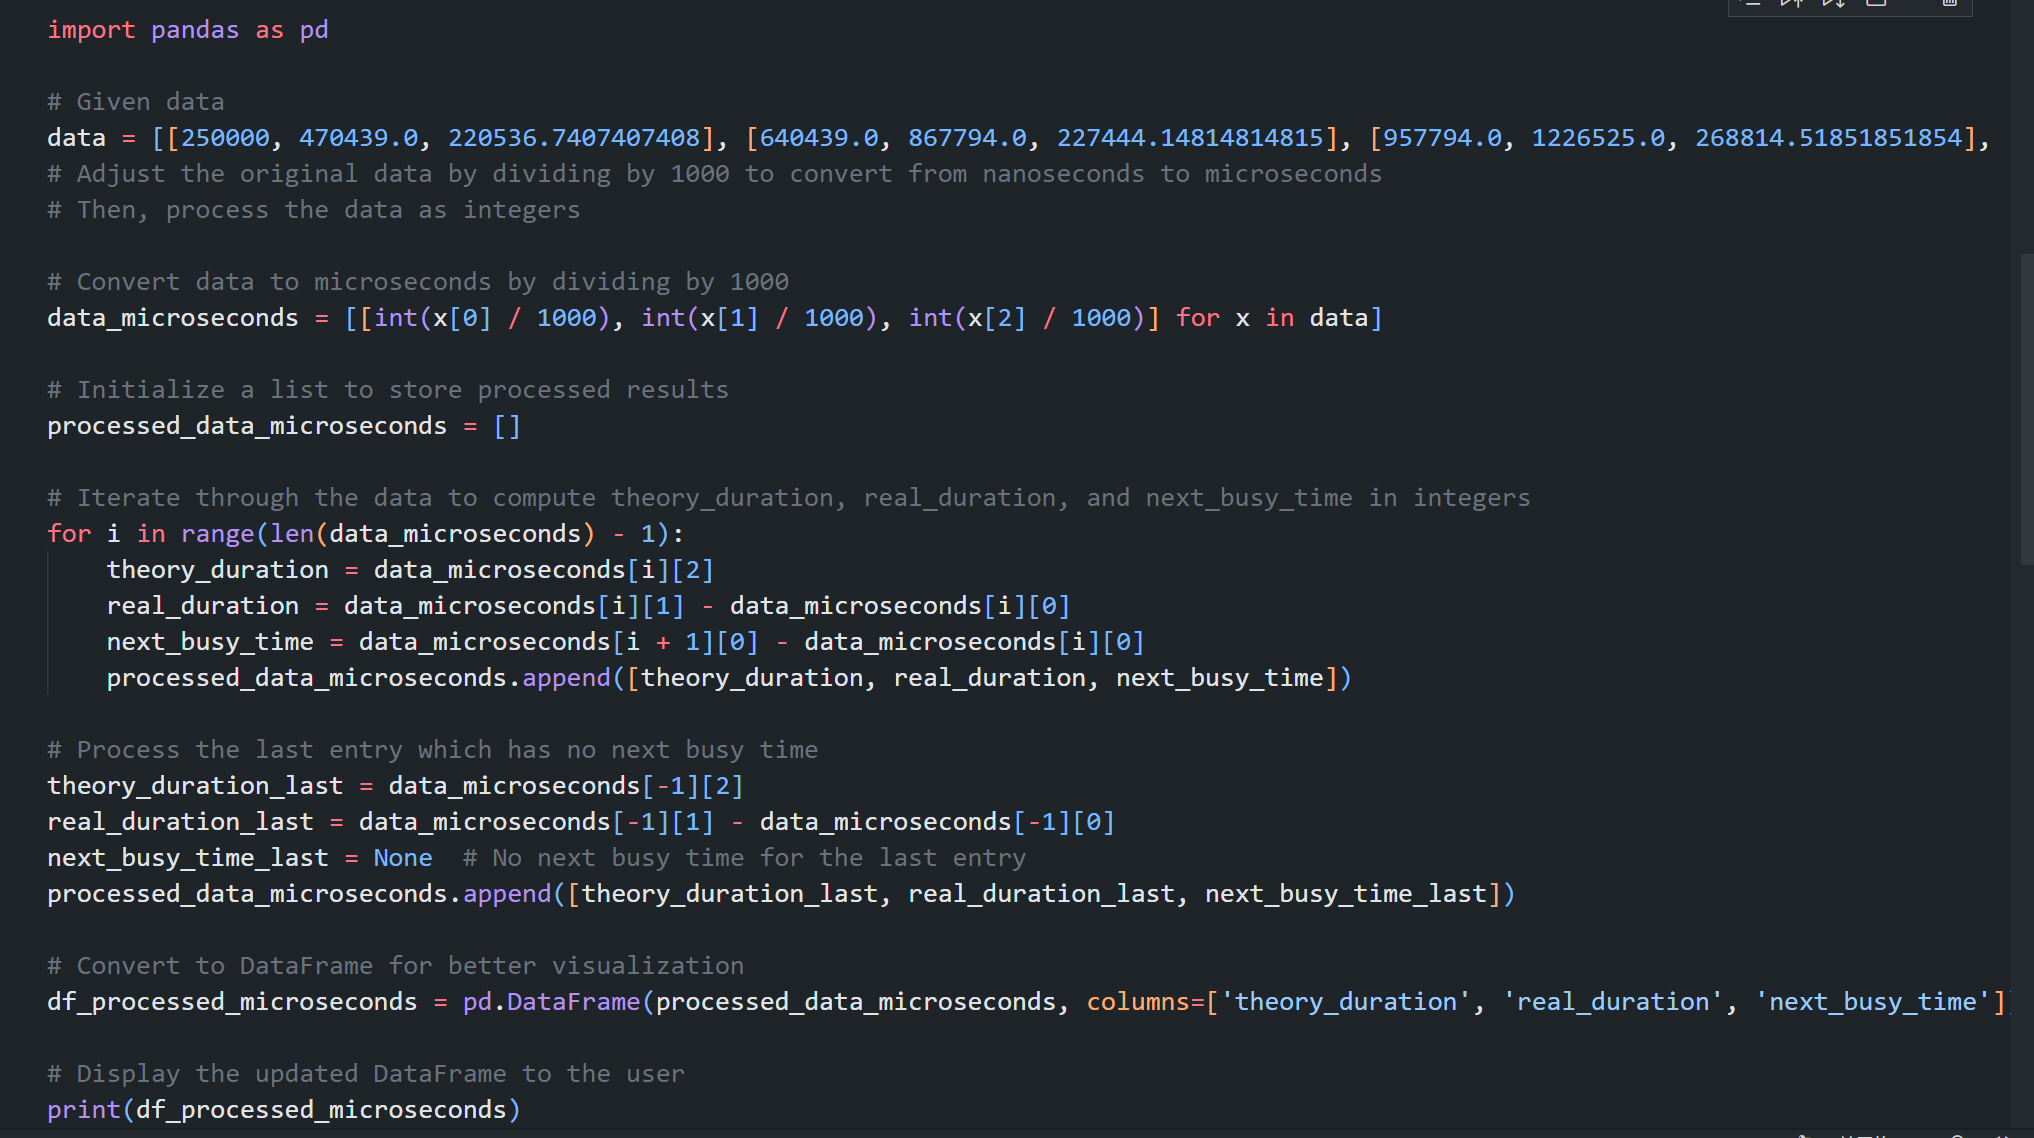 import pandas as pd
# Given data
data = [[250000, 470439.0, 220536.7407407408], [640439.0, 867794.0, 227444.14814814815], [957794.0, 1226525.0, 268814.51851851854],
# Adjust the original data by dividing by 1000 to convert from nanoseconds to microseconds
# Then, process the data as integers
# Convert data to microseconds by dividing by 1000
data_microseconds = [[int(x[0] / 1000), int(x[1] / 1000), int(x[2] / 1000)] for x in data]
# Initialize a list to store processed results
processed_data_microseconds = []
# Iterate through the data to compute theory_duration, real_duration, and next_busy_time in integers
for i in range(len(data_microseconds) - 1):
    theory_duration = data_microseconds[i][2]
    real_duration = data_microseconds[i][1] - data_microseconds[i][0]
    next_busy_time = data_microseconds[i + 1][0] - data_microseconds[i][0]
    processed_data_microseconds.append([theory_duration, real_duration, next_busy_time])
# Process the last entry which has no next busy time
theory_duration_last = data_microseconds[-1][2]
real_duration_last = data_microseconds[-1][1] - data_microseconds[-1][0]
next_busy_time_last = None  # No next busy time for the last entry
processed_data_microseconds.append([theory_duration_last, real_duration_last, next_busy_time_last])
# Convert to DataFrame for better visualization
df_processed_microseconds = pd.DataFrame(processed_data_microseconds, columns=['theory_duration', 'real_duration', 'next_busy_time'])
# Display the updated DataFrame to the user
print(df_processed_microseconds)